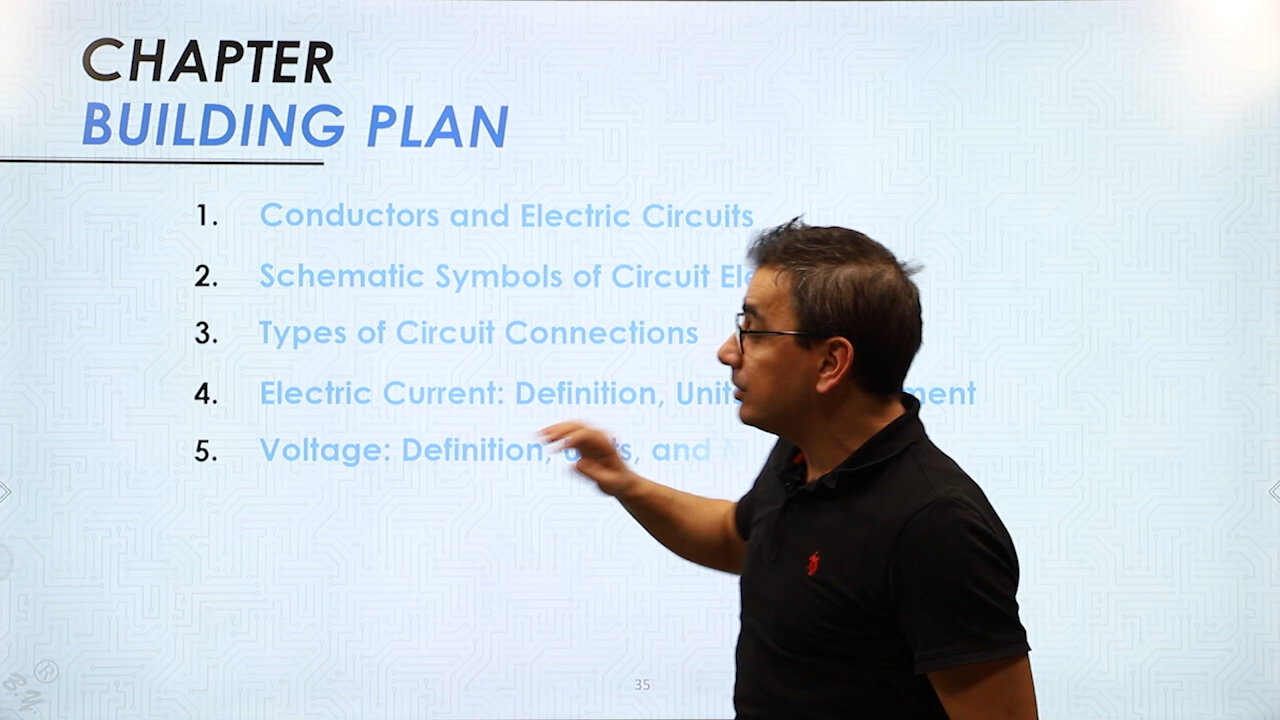 CHAPTER
BUILDING PLAN
1. Conductors and Electric Circuits
2. Schematic Symbols of Circuit
3. Types of Circuit Connections
4. Electric Current: Definition, Units
5. Voltage: Definition, and
35
®